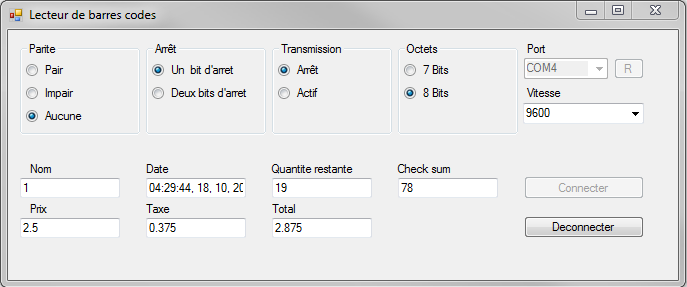 Lecteur de barres codes
Parite
Pair
Impair
Aucune
Arrêt
Un bit d'arret
Deux bits d'arret
Transmission
Arrêt
Actif
Octets
7 Bits
8 Bits
Port
COM4
R
Vitesse
9600
Nom
Date
Quantite restante
Check sum
1
04:29:44, 18, 10, 20
19
78
Connecter
Prix
Taxe
Total
2.5
0.375
2.875
Deconnecter